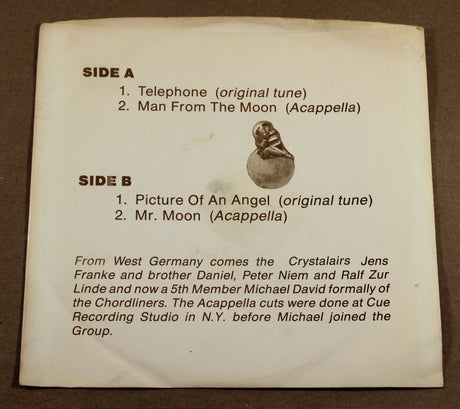 SIDE A
1. Telephone (original tune)
2. Man From The Moon (Acappella)
SIDE B
1. Picture Of An Angel (original tune)
2. Mr. Moon (Acappella)
From West Germany comes the Crystalairs Jens
Franke and brother Daniel, Peter Niem and Ralf Zur
Linde and now a 5th Member Michael David formally of
the Chordliners. The Acappella cuts were done at Cue
Recording Studio in N.Y. before Michael joined the
Group.